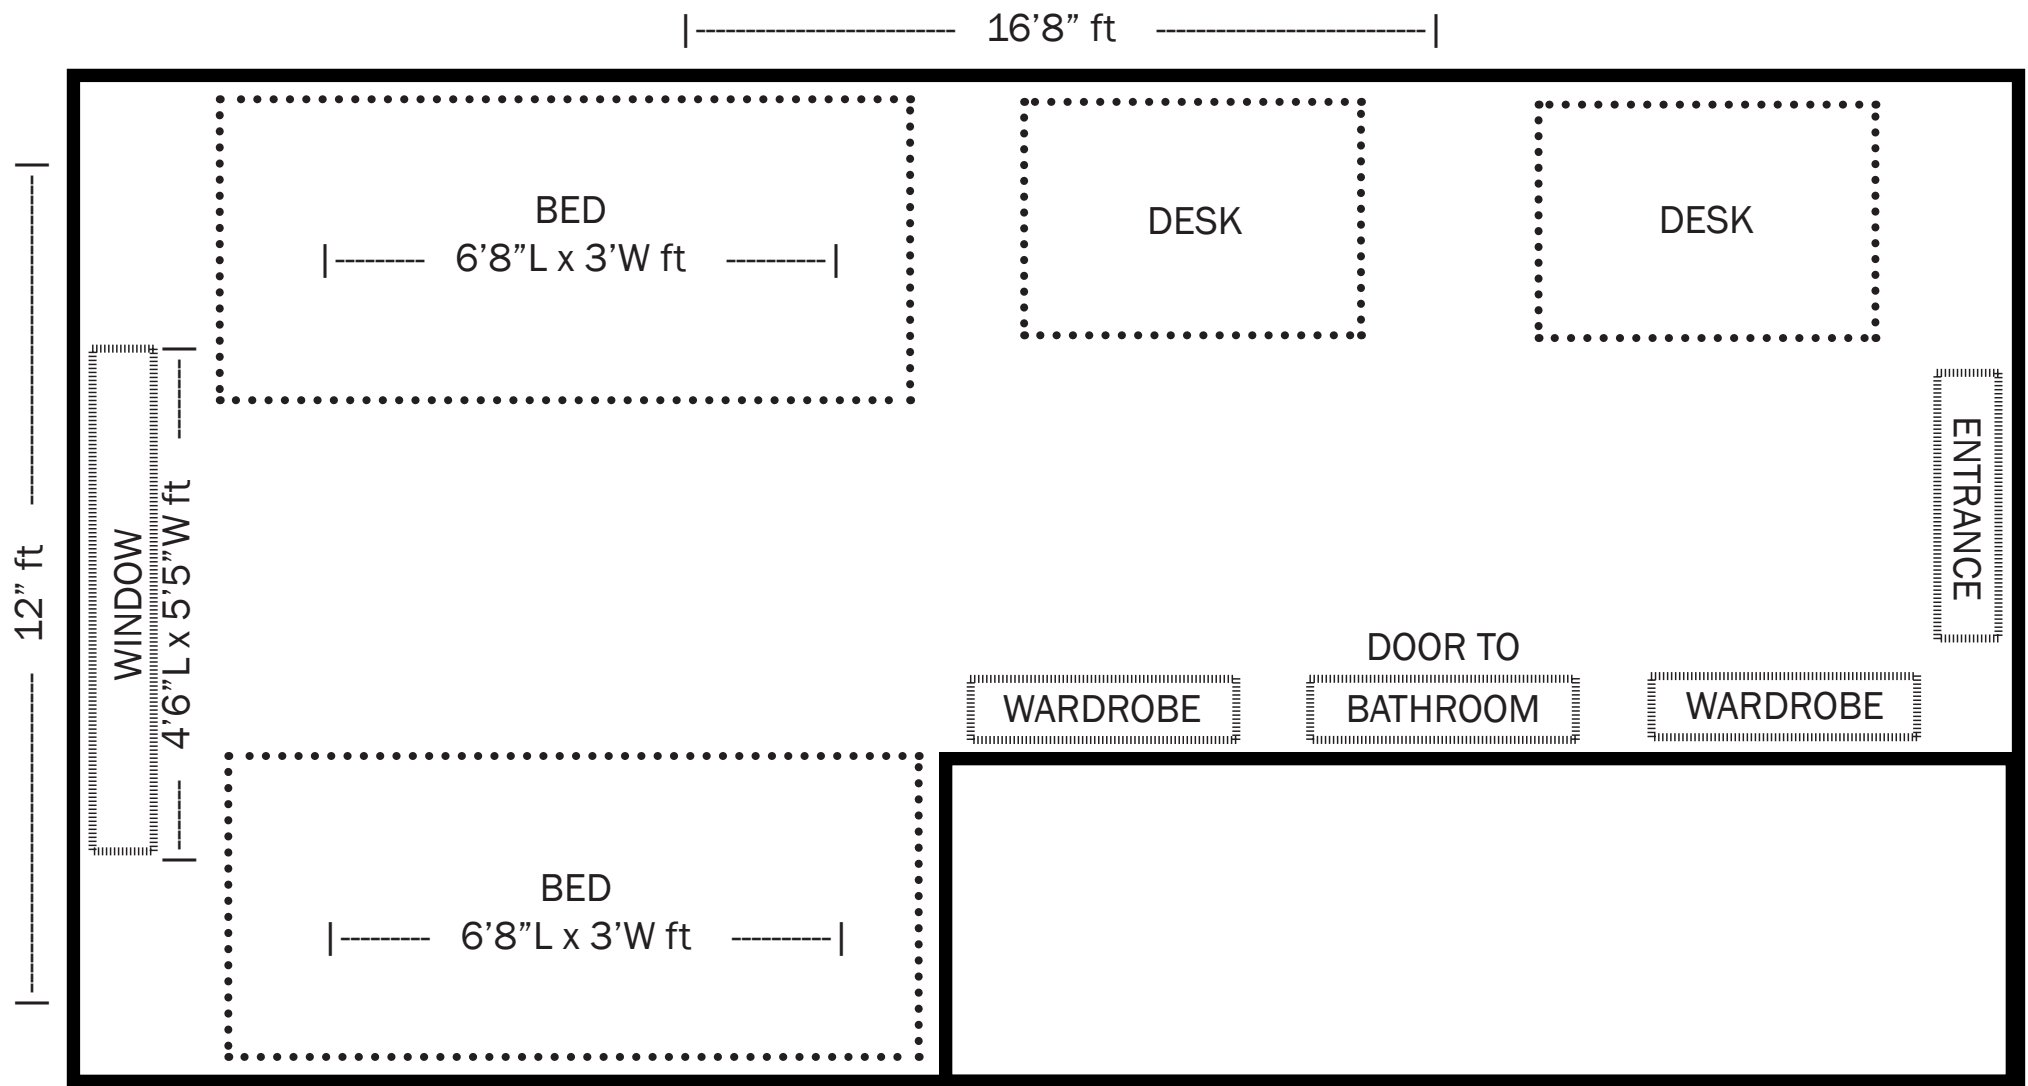 16’8” ft
BED
6’8”L x 3’W ft
DESK
DESK
12” ft
WINDOW
4’6”L x 5’5”W ft
ENTRANCE
DOOR TO
WARDROBE
BATHROOM
WARDROBE
BED
6’8”L x 3’W ft